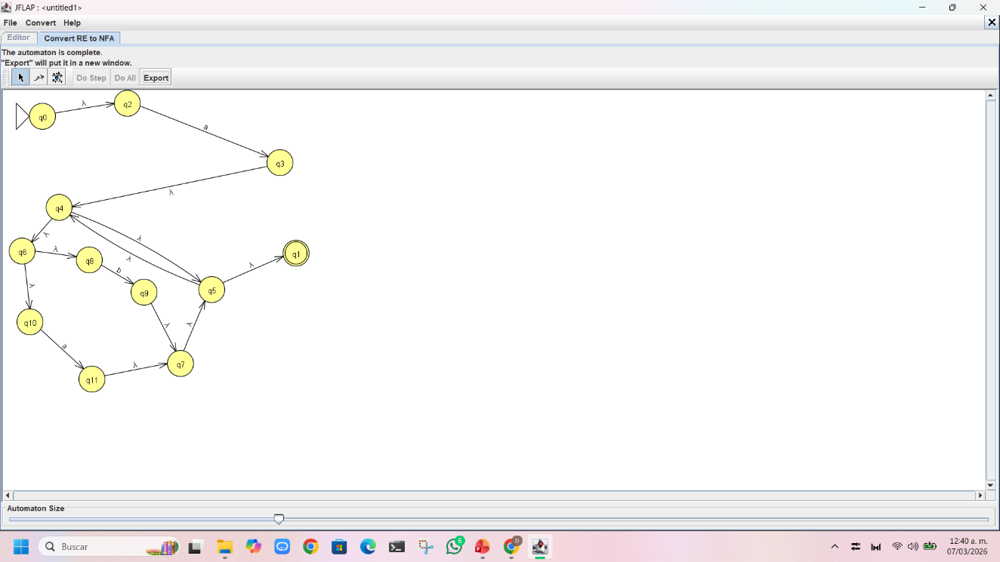 JFLAP : <untitled1>
File Convert Help
Editor Convert RE to NFA
The automaton is complete.
"Export" will put it in a new window.
Do Step Do All Export
q0
λ
q2
a
q3
λ
q4
λ
λ
λ
q6
λ
q8
b
q9
q5
λ
q1
λ
q10
λ
λ
a
q11
λ
q7
Automaton Size
Buscar
6
0
12:40 a. m.
07/03/2026